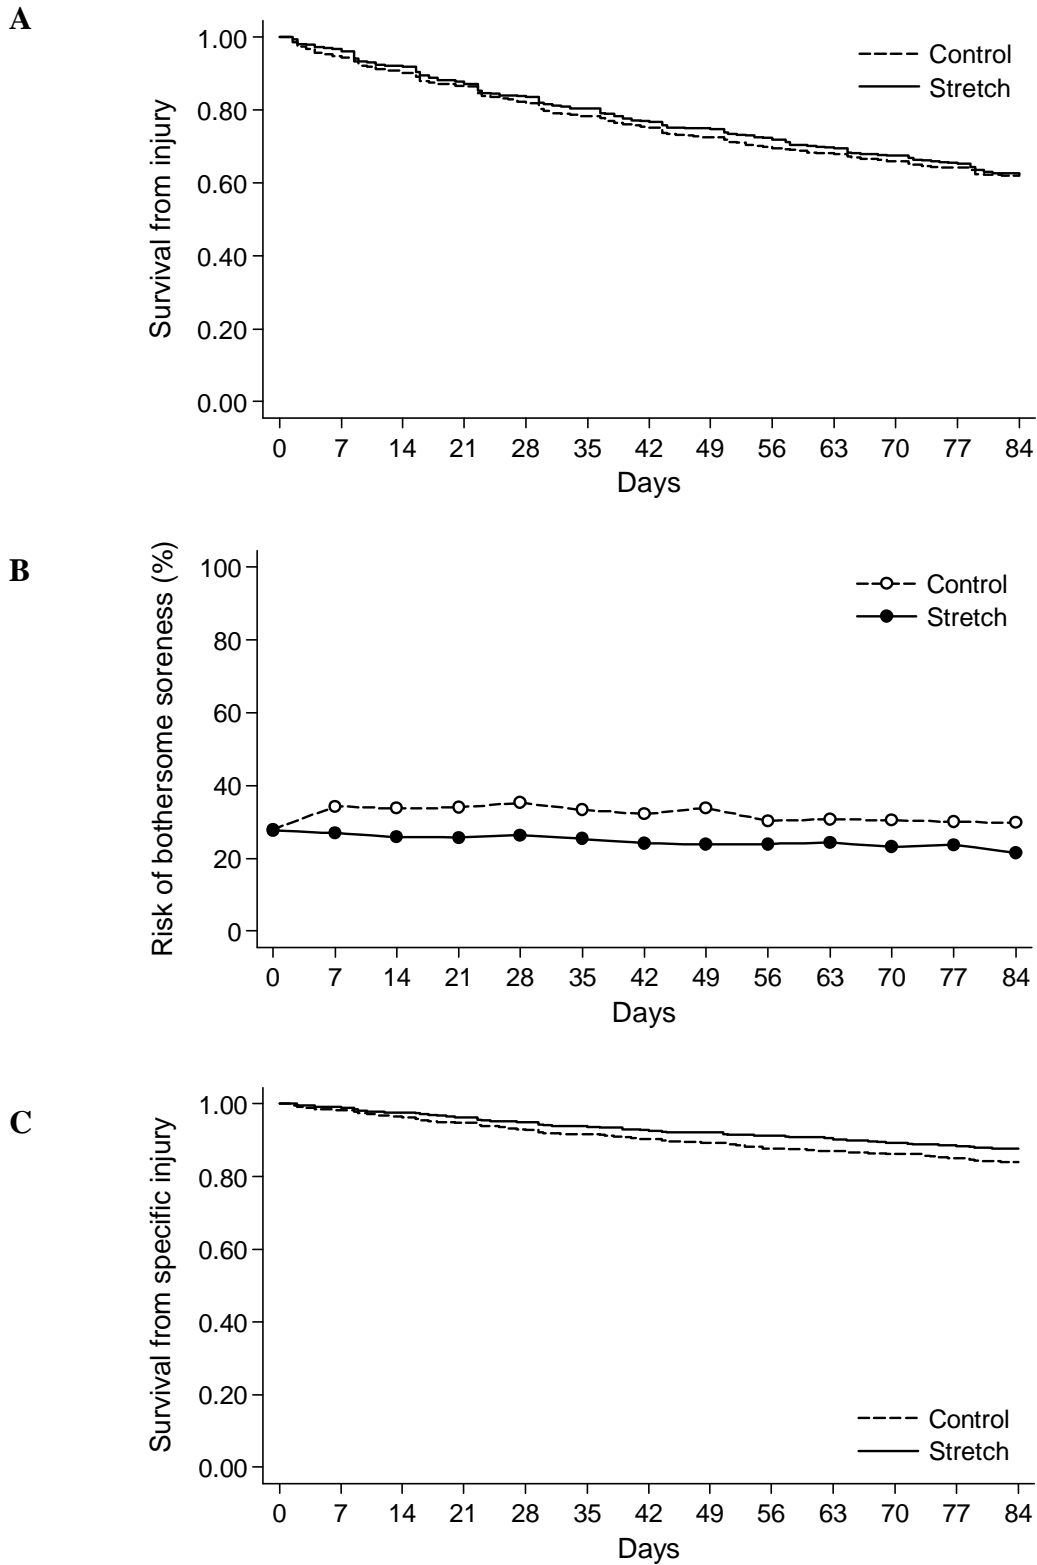 A
Survival from injury
1.00
0.80
0.60
0.40
0.20
0.00
Control
Stretch
0 7 14 21 28 35 42 49 56 63 70 77 84
Days
B
Risk of bothersome soreness (%)
100
80
60
40
20
0
Control
Stretch
0 7 14 21 28 35 42 49 56 63 70 77 84
Days
C
Survival from specific injury
1.00
0.80
0.60
0.40
0.20
0.00
Control
Stretch
0 7 14 21 28 35 42 49 56 63 70 77 84
Days